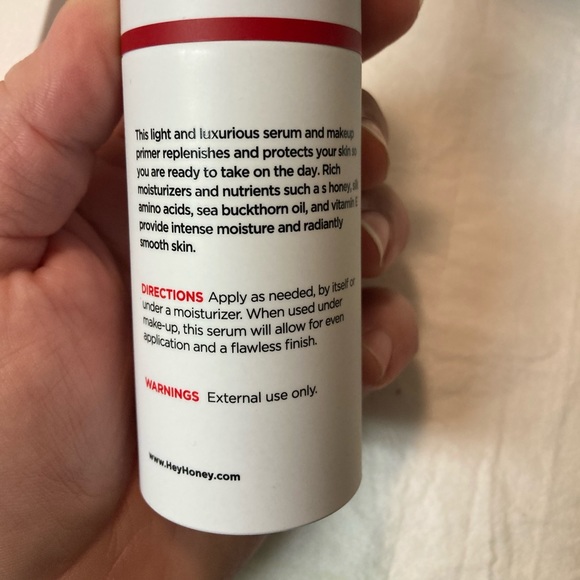 This light and luxurious serum and makeup
primer replenishes and protects your skin so
you are ready to take on the day. Rich
moisturizers and nutrients such a s honey, silk
amino acids, sea buckthorn oil, and vitamin E
provide intense moisture and radiantly
smooth skin.
DIRECTIONS Apply as needed, by itself or
under a moisturizer. When used under
make-up, this serum will allow for even
application and a flawless finish.
WARNINGS External use only.
www.HeyHoney.com